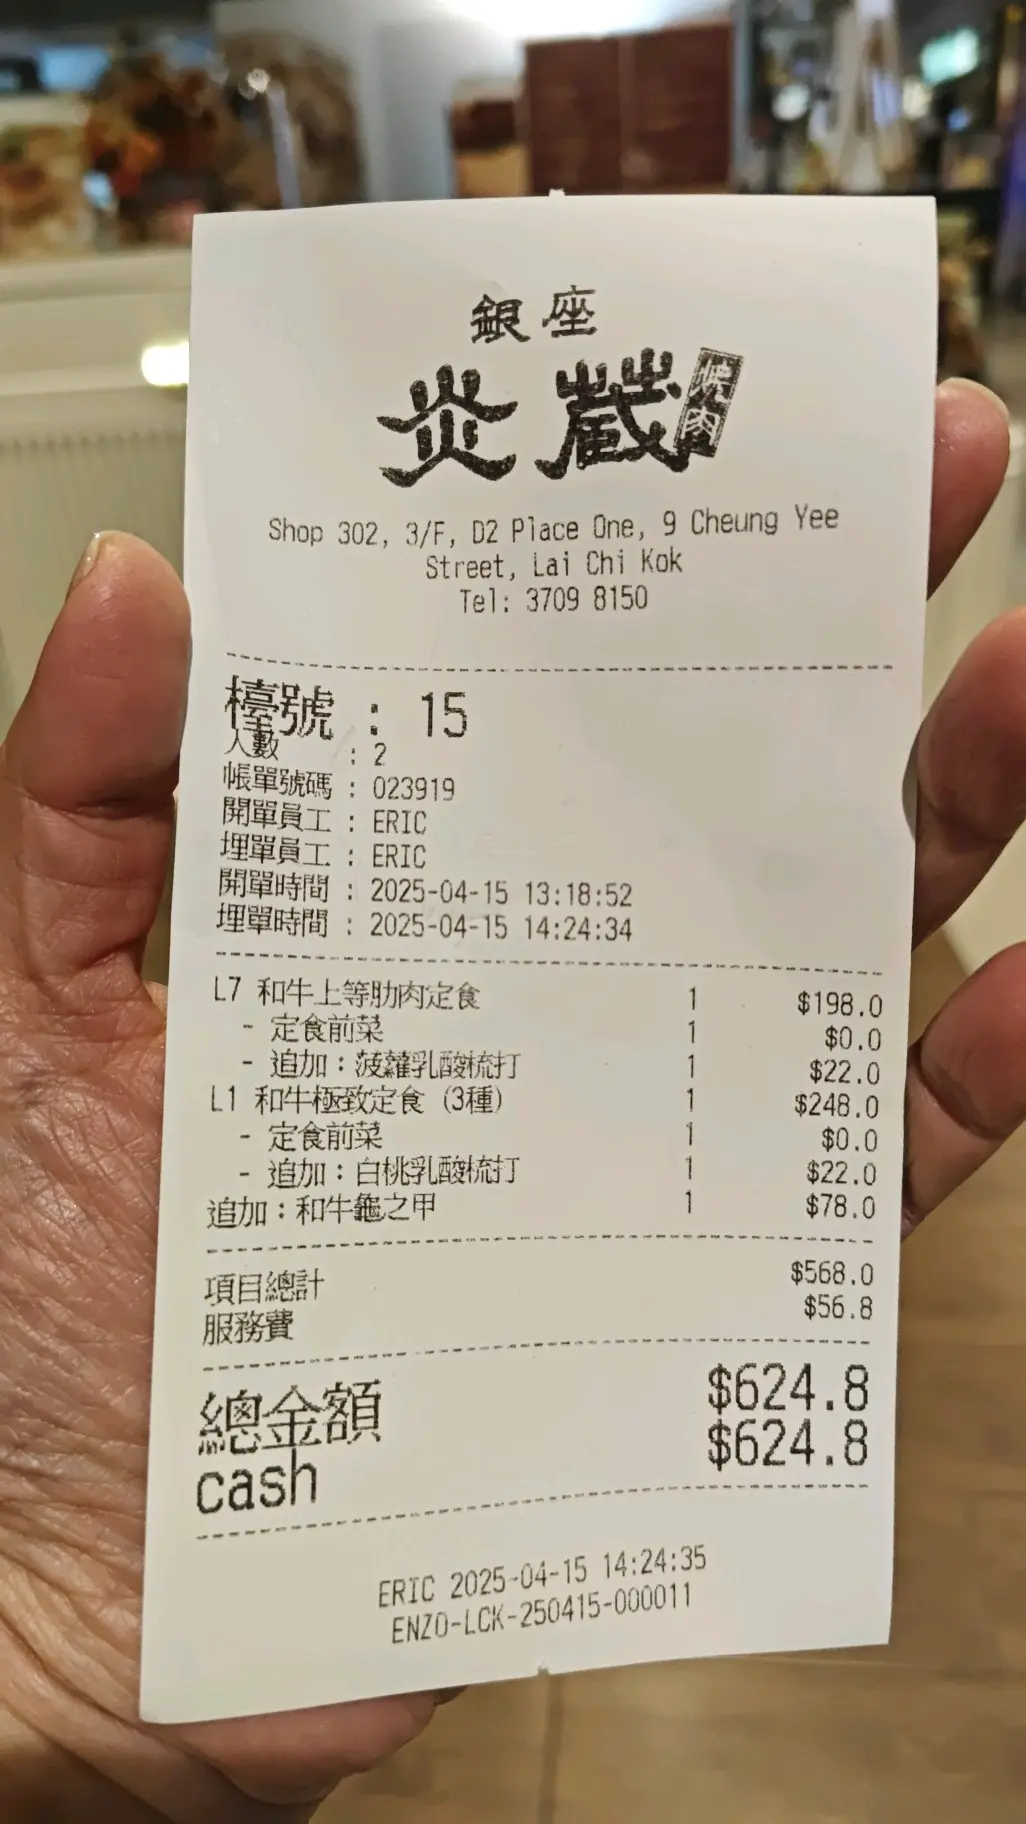 銀座
炎蔵 焼肉
Shop 302, 3/F, D2 Place One, 9 Cheung Yee
Street, Lai Chi Kok
Tel: 3709 8150
檯號 : 15
人數 : 2
帳單號碼 : 023919
開單員工 : ERIC
埋單員工 : ERIC
開單時間 : 2025-04-15 13:18:52
埋單時間 : 2025-04-15 14:24:34
L7 和牛上等肋肉定食 1 $198.0
- 定食前菜 1 $0.0
- 追加：菠蘿乳酸梳打 1 $22.0
L1 和牛極致定食 (3種) 1 $248.0
- 定食前菜 1 $0.0
- 追加：白桃乳酸梳打 1 $22.0
追加：和牛龜之甲 1 $78.0
項目總計 $568.0
服務費 $56.8
總金額 $624.8
cash $624.8
ERIC 2025-04-15 14:24:35
ENZO-LCK-250415-000011